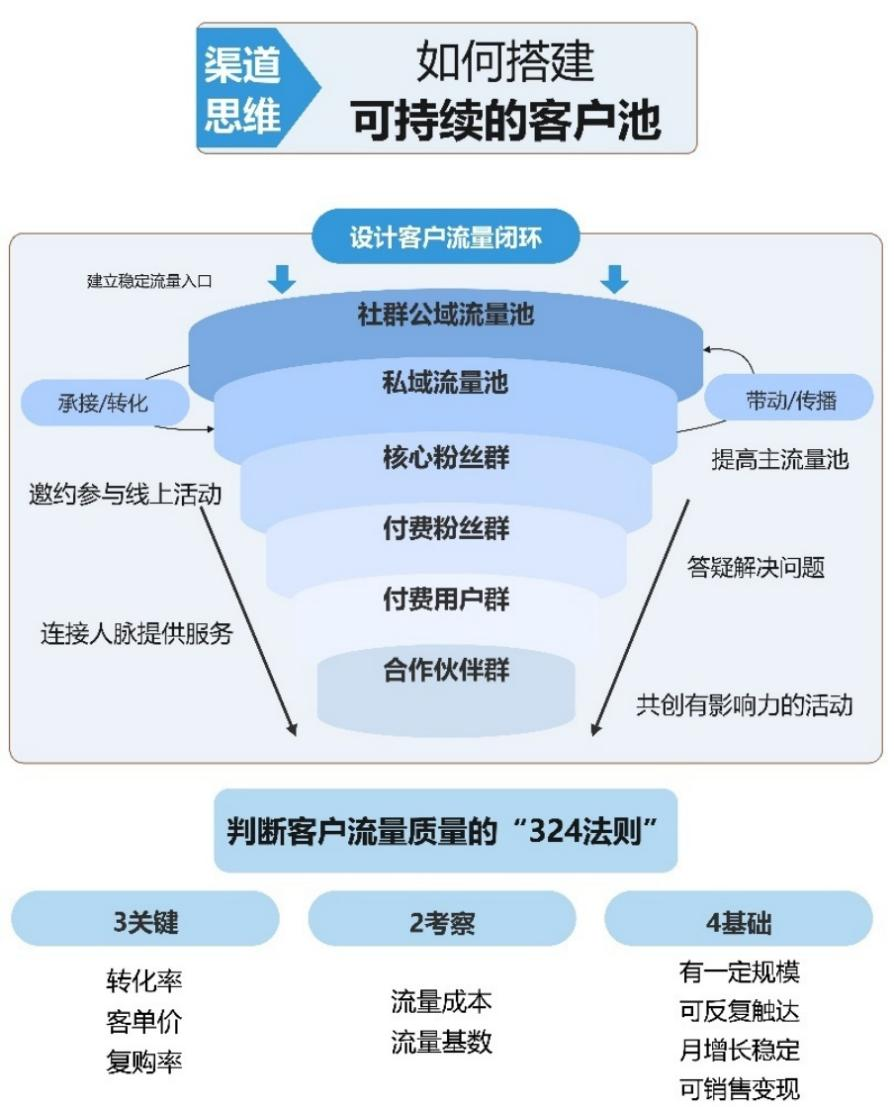 渠道
思维
如何搭建
可持续的客户池
设计客户流量闭环
建立稳定流量入口
社群公域流量池
私域流量池
承接/转化
带动/传播
核心粉丝群
提高主流量池
邀约参与线上活动
付费粉丝群
答疑解决问题
付费用户群
连接人脉提供服务
合作伙伴群
共创有影响力的活动
判断客户流量质量的“324法则”
3关键
转化率
客单价
复购率
2考察
流量成本
流量基数
4基础
有一定规模
可反复触达
月增长稳定
可销售变现